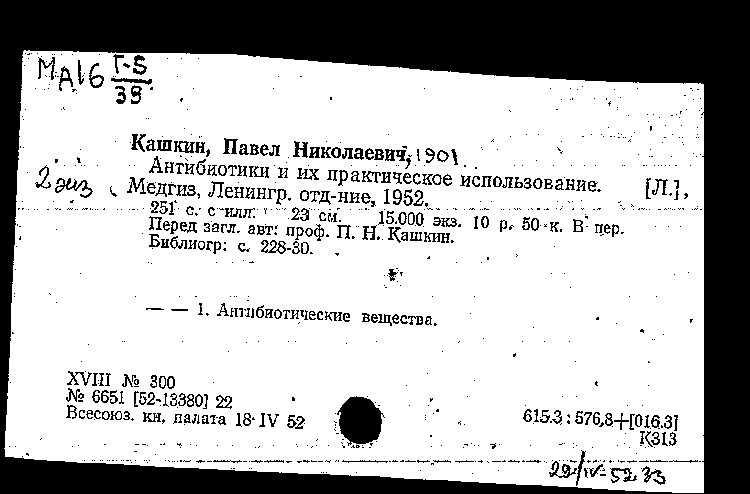 МА16 Г-5
39
Кашкин, Павел Николаевич, 1901
Антибиотики и их практическое использование. [Л.],
2 экз Медгиз, Ленингр. отд-ние, 1952.
251 с. с илл. 23 см. 15.000 экз. 10 р. 50 к. В пер.
Перед загл. авт: проф. П. Н. Кашкин.
Библиогр: с. 228-30.
— — 1. Антибиотические вещества.
XVIII № 300
№ 6651 [52-13380] 22
Всесоюз. кн. палата 18 IV 52
615.3 : 576,8+[016.3]
К313
52 33